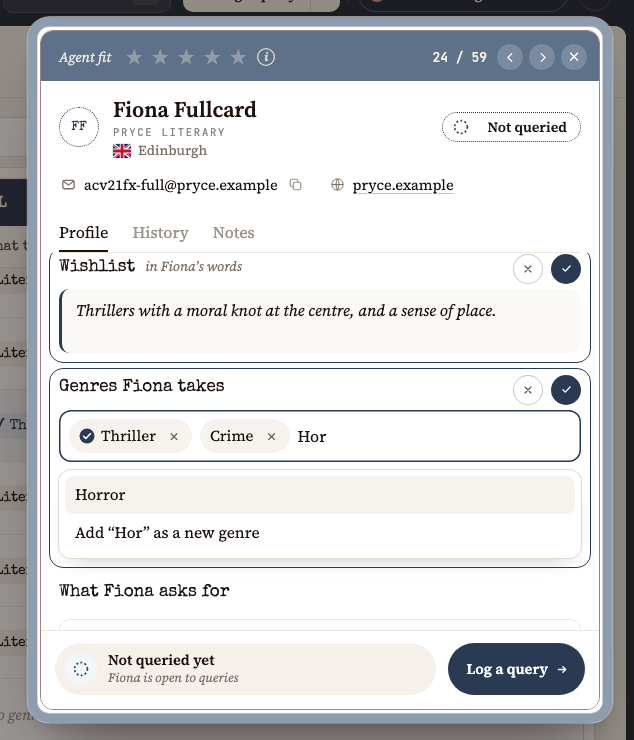 Agent fit
24 / 59
FF
Fiona Fullcard
PRYCE LITERARY
Edinburgh
Not queried
acv21fx-full@pryce.example
pryce.example
Profile
History
Notes
Wishlist in Fiona's words
Thrillers with a moral knot at the centre, and a sense of place.
Genres Fiona takes
Thriller
Crime
Hor
Horror
Add “Hor” as a new genre
What Fiona asks for
Not queried yet
Fiona is open to queries
Log a query →